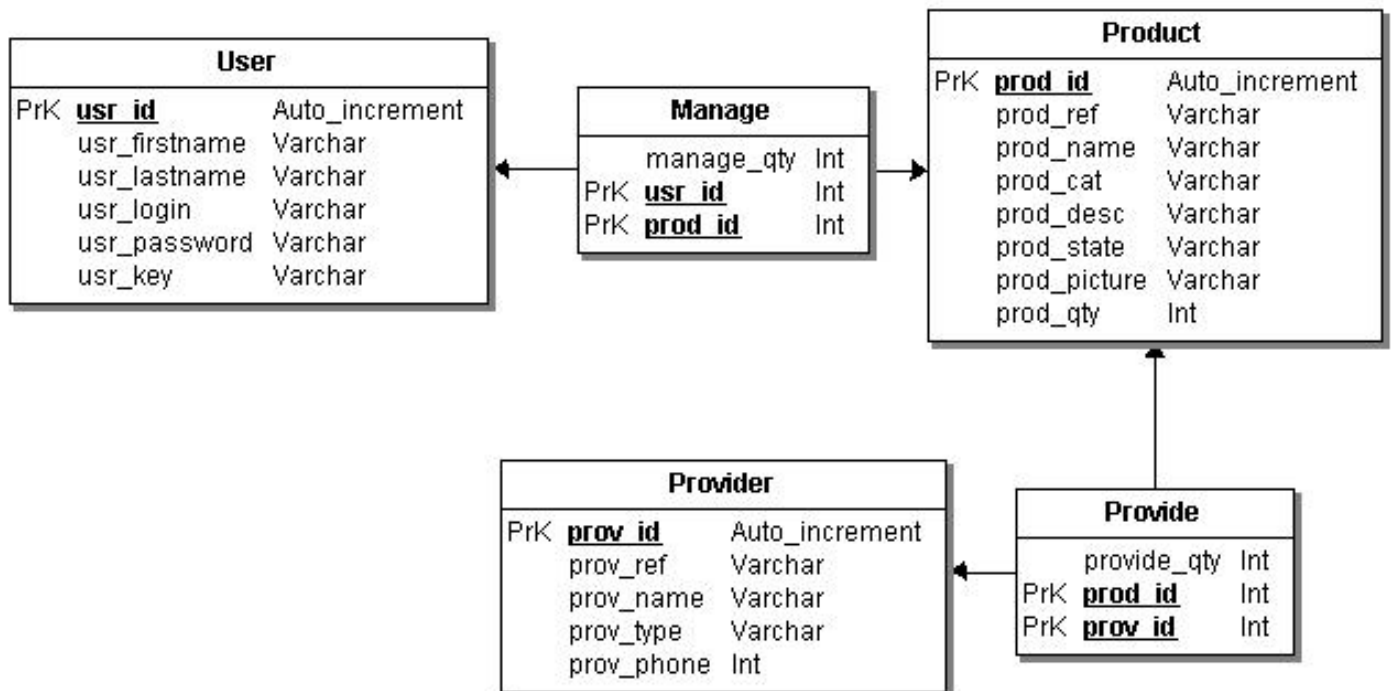 User
PrK usr_id Auto_increment
usr_firstname Varchar
usr_lastname Varchar
usr_login Varchar
usr_password Varchar
usr_key Varchar
Manage
manage_qty Int
PrK usr_id Int
PrK prod_id Int
Product
PrK prod_id Auto_increment
prod_ref Varchar
prod_name Varchar
prod_cat Varchar
prod_desc Varchar
prod_state Varchar
prod_picture Varchar
prod_qty Int
Provider
PrK prov_id Auto_increment
prov_ref Varchar
prov_name Varchar
prov_type Varchar
prov_phone Int
Provide
provide_qty Int
PrK prod_id Int
PrK prov_id Int